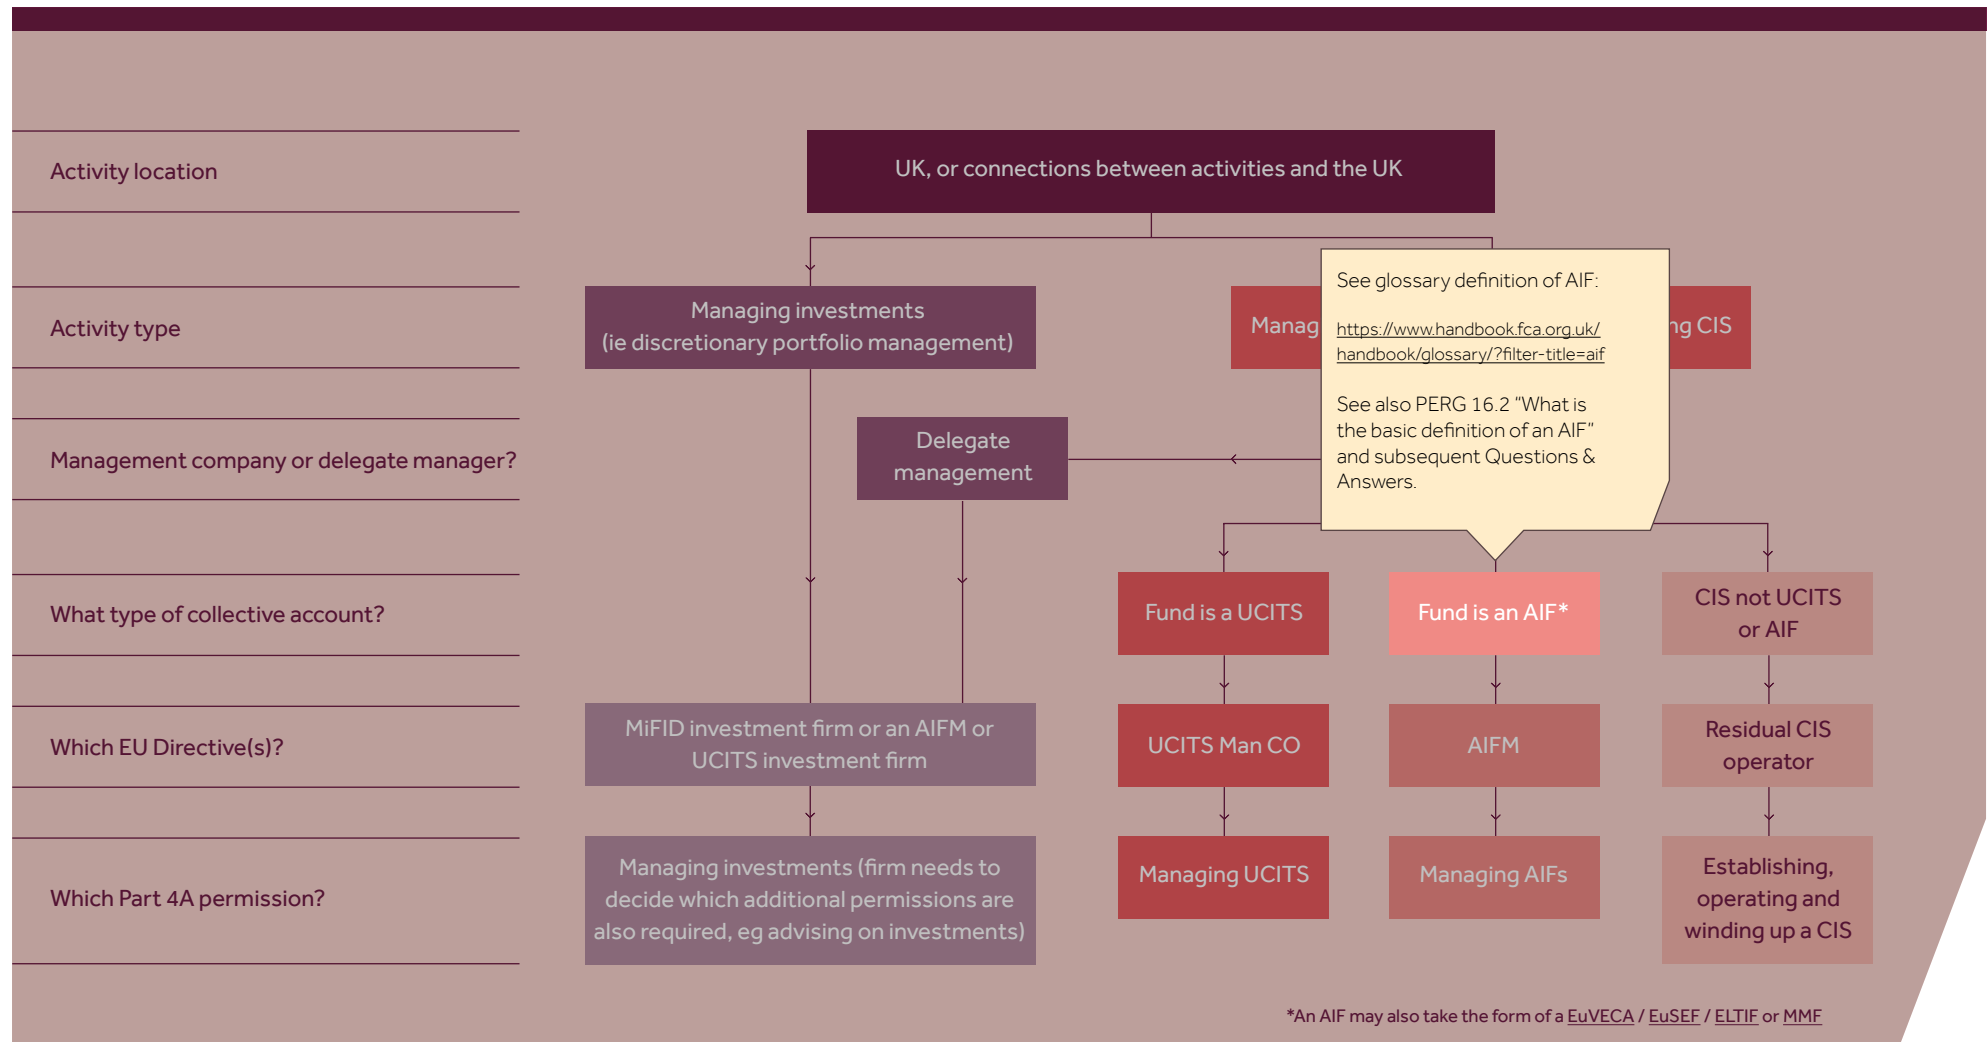 Activity location
UK, or connections between activities and the UK
Activity type
Managing investments
(ie discretionary portfolio management)
CIS
See glossary definition of AIF:
https://www.handbook.fca.org.uk/
handbook/glossary/?filter-title=aif
See also PERG 16.2 “What is
the basic definition of an AIF”
and subsequent Questions &
Answers.
Management company or delegate manager?
Delegate
management
What type of collective account?
Fund is a UCITS
Fund is an AIF*
CIS not UCITS
or AIF
Which EU Directive(s)?
MiFID investment firm or an AIFM or
UCITS investment firm
UCITS Man CO
AIFM
Residual CIS
operator
Which Part 4A permission?
Managing investments (firm needs to
decide which additional permissions are
also required, eg advising on investments)
Managing UCITS
Managing AIFs
Establishing,
operating and
winding up a CIS
*An AIF may also take the form of a EuVECA / EuSEF / ELTIF or MMF